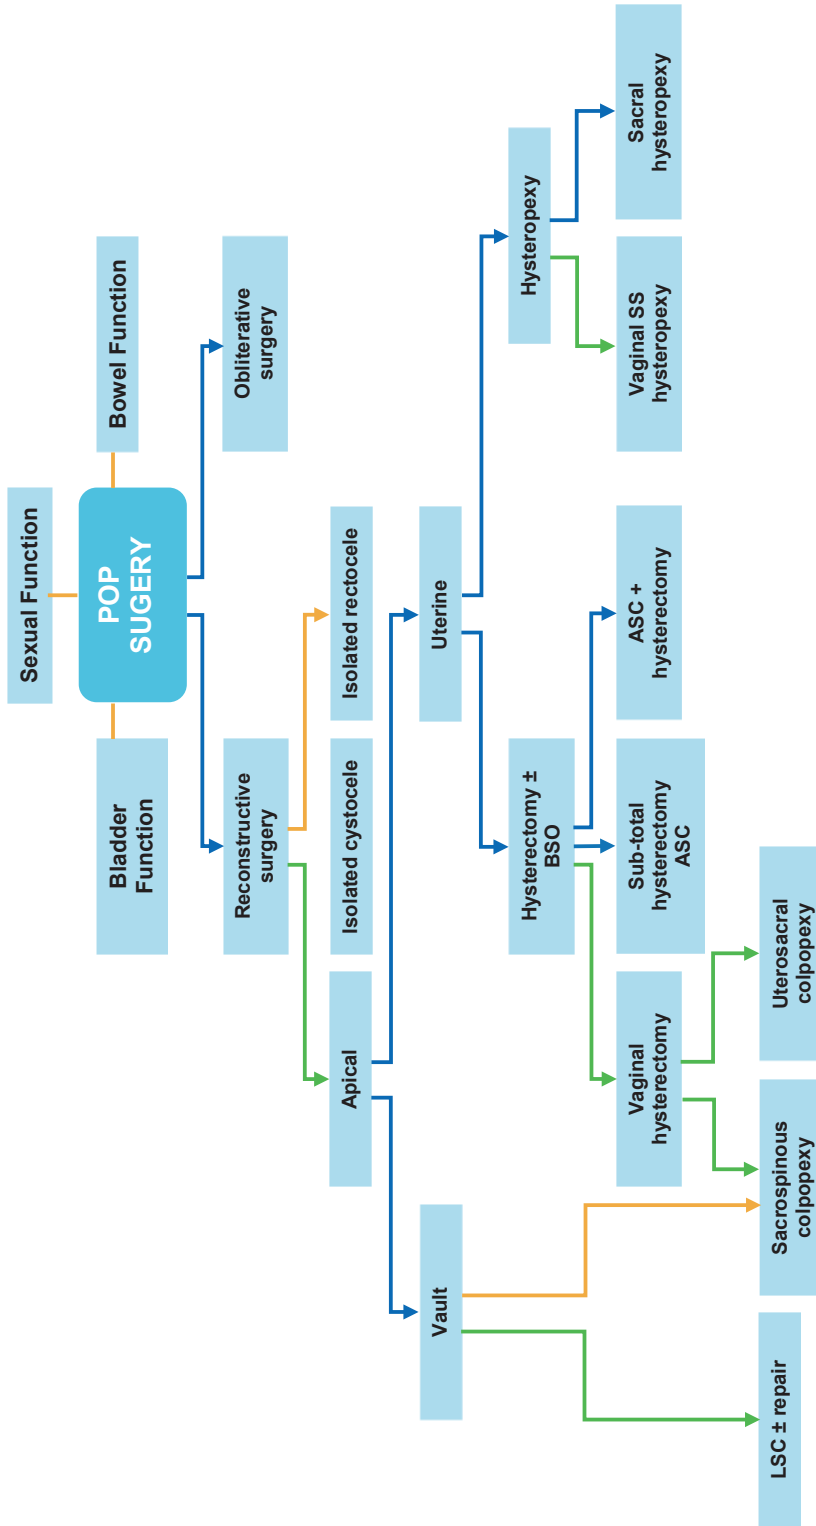 Sexual Function
Bladder
Function
POP
SUGERY
Bowel Function
Reconstructive
surgery
Obliterative
surgery
Apical
Isolated cystocele
Isolated rectocele
Vault
Uterine
Hysterectomy ±
BSO
Hysteropexy
Vaginal
hysterectomy
Sub-total
hysterectomy
ASC
ASC +
hysterectomy
Vaginal SS
hysteropexy
Sacral
hysteropexy
LSC ± repair
Sacrospinous
colpopexy
Uterosacral
colpopexy